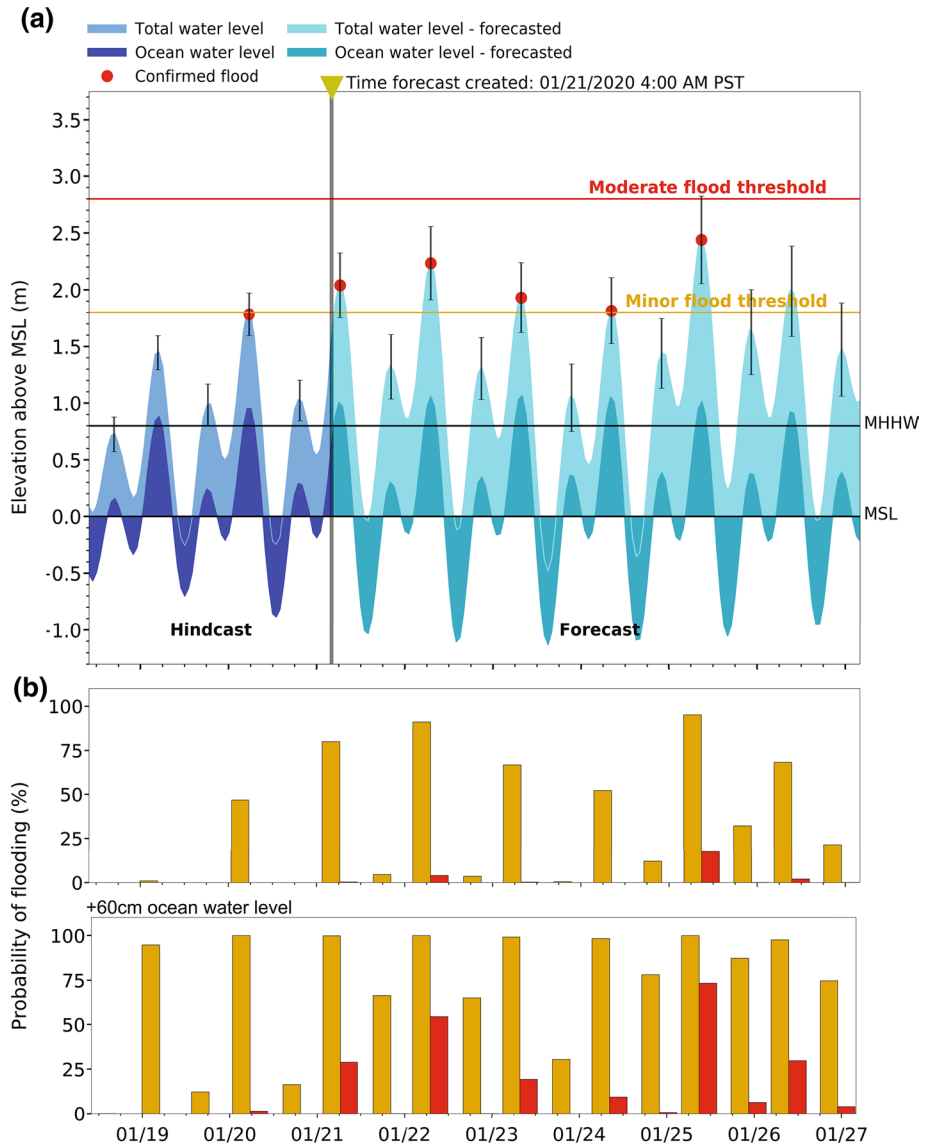 (a)
Total water level
Total water level - forecasted
Ocean water level
Ocean water level - forecasted
Confirmed flood
Time forecast created: 01/21/2020 4:00 AM PST
Elevation above MSL (m)
3.5
3.0
2.5
2.0
1.5
1.0
0.5
0.0
-0.5
-1.0
Moderate flood threshold
Minor flood threshold
MHHW
MSL
Hindcast
Forecast
(b)
Probability of flooding (%)
100
75
50
25
0
+60cm ocean water level
100
75
50
25
0
01/19
01/20
01/21
01/22
01/23
01/24
01/25
01/26
01/27